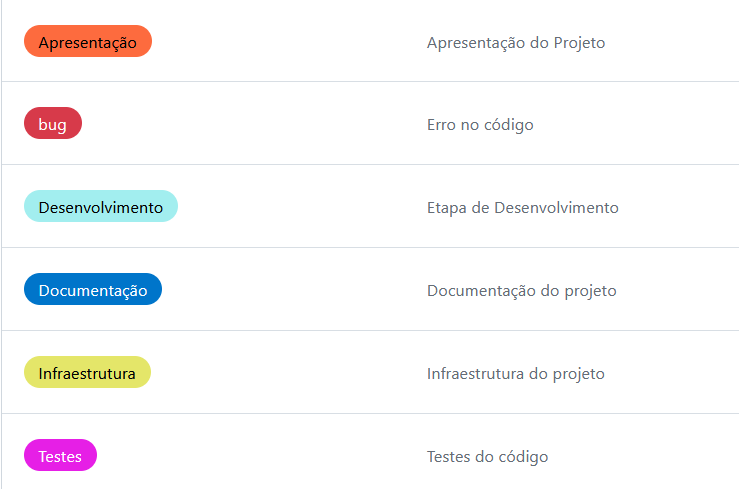 Apresentação
Apresentação do Projeto
bug
Erro no código
Desenvolvimento
Etapa de Desenvolvimento
Documentação
Documentação do projeto
Infraestrutura
Infraestrutura do projeto
Testes
Testes do código